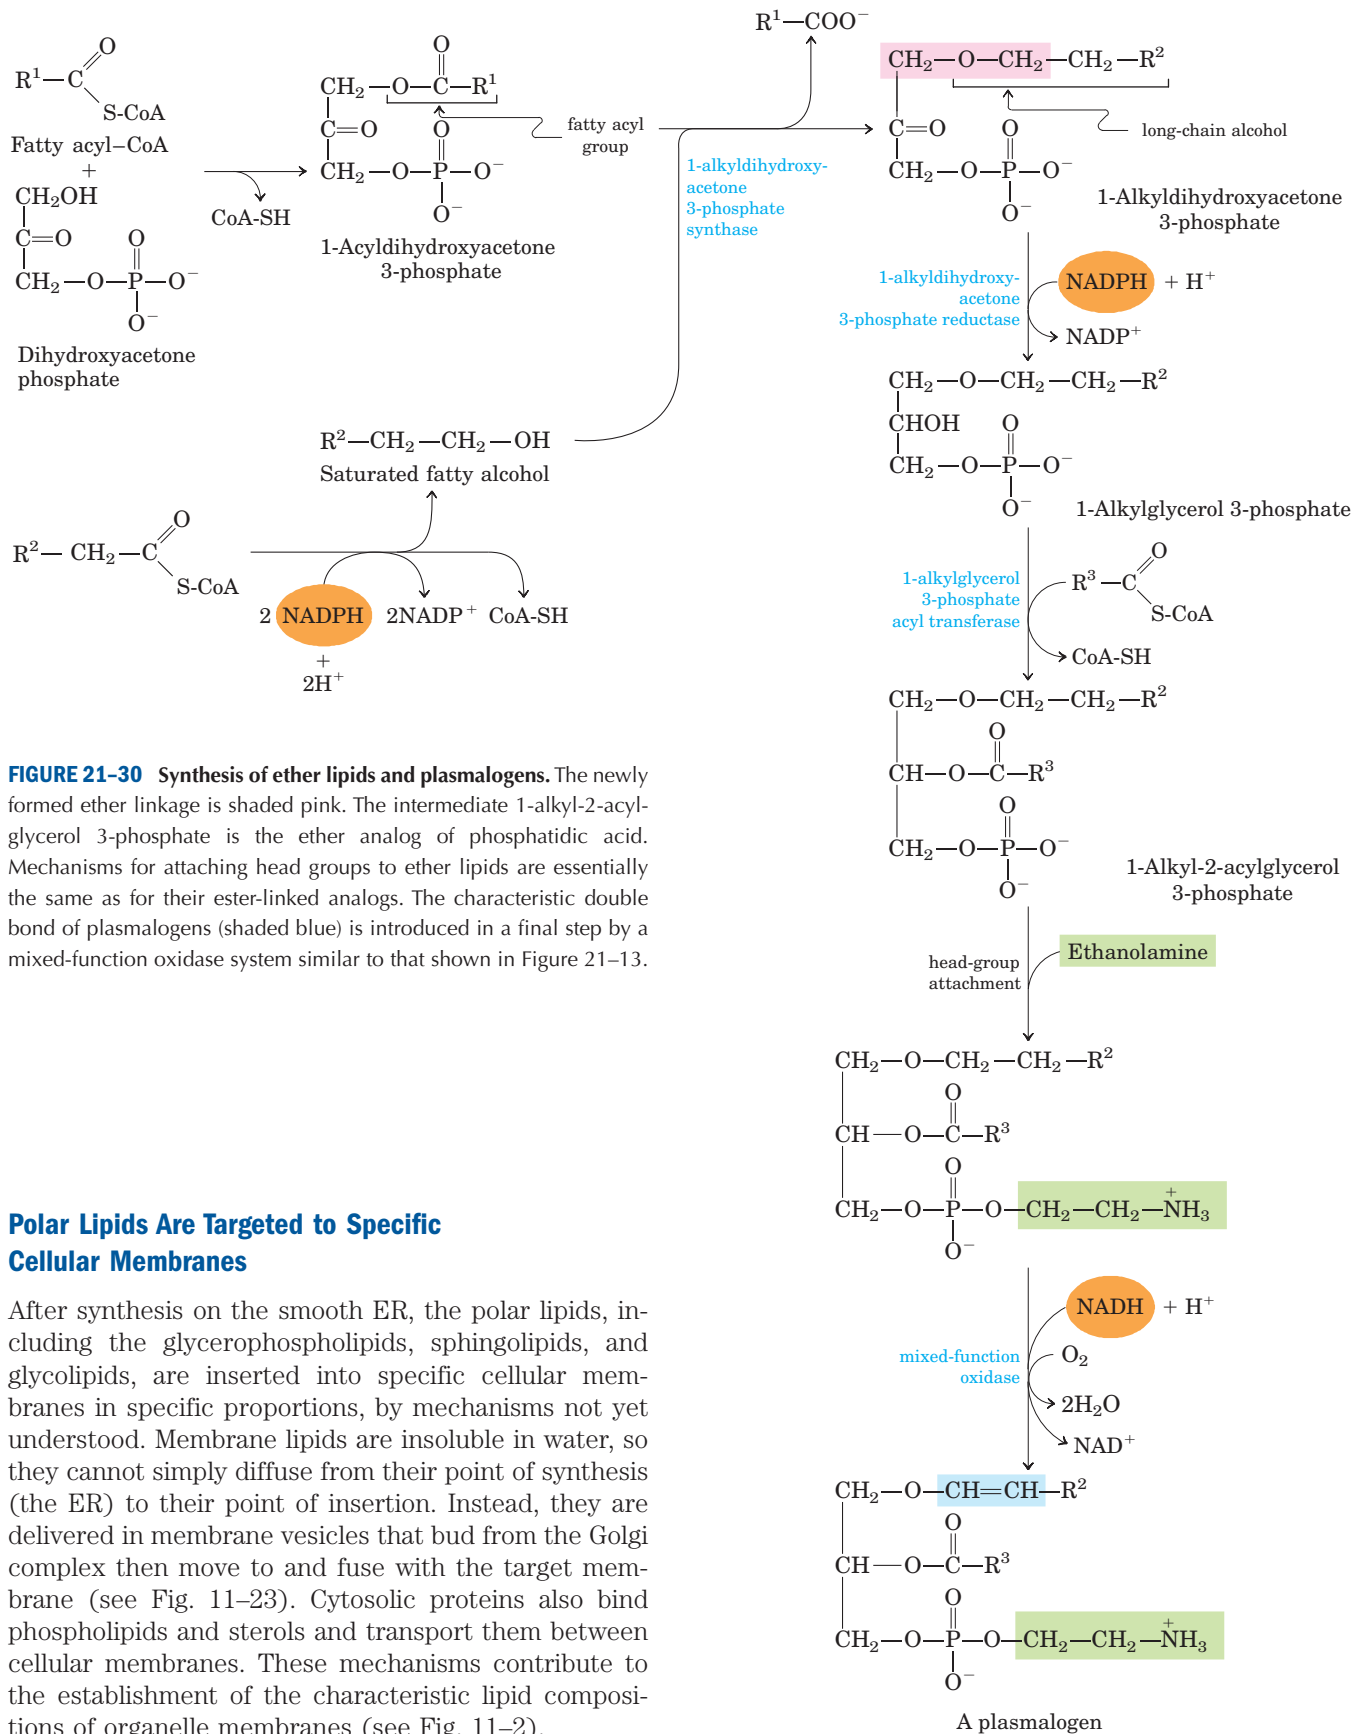 R¹—C
O
S-CoA
Fatty acyl–CoA
+
CH₂OH
C=O
O
CH₂—O—P—O⁻
O⁻
Dihydroxyacetone
phosphate
CoA-SH
O
CH₂—O—C—R¹
C=O
O
CH₂—O—P—O⁻
O⁻
1-Acyldihydroxyacetone
3-phosphate
fatty acyl
group
R¹—COO⁻
1-alkyldihydroxy-
acetone
3-phosphate
synthase
R²—CH₂—CH₂—OH
Saturated fatty alcohol
R²—CH₂—C
O
S-CoA
2 NADPH
+
2H⁺
2NADP⁺
CoA-SH
CH₂—O—CH₂—CH₂—R²
C=O
O
CH₂—O—P—O⁻
O⁻
long-chain alcohol
1-Alkyldihydroxyacetone
3-phosphate
1-alkyldihydroxy-
acetone
3-phosphate reductase
NADPH + H⁺
NADP⁺
CH₂—O—CH₂—CH₂—R²
CHOH
O
CH₂—O—P—O⁻
O⁻
1-Alkylglycerol 3-phosphate
1-alkylglycerol
3-phosphate
acyl transferase
O
R³—C
S-CoA
CoA-SH
CH₂—O—CH₂—CH₂—R²
O
CH—O—C—R³
O
CH₂—O—P—O⁻
O⁻
1-Alkyl-2-acylglycerol
3-phosphate
head-group
attachment
Ethanolamine
CH₂—O—CH₂—CH₂—R²
O
CH—O—C—R³
O
CH₂—O—P—O—CH₂—CH₂—N⁺H₃
O⁻
mixed-function
oxidase
NADH + H⁺
O₂
2H₂O
NAD⁺
CH₂—O—CH=CH—R²
O
CH—O—C—R³
O
CH₂—O—P—O—CH₂—CH₂—N⁺H₃
O⁻
A plasmalogen
FIGURE 21–30 Synthesis of ether lipids and plasmalogens. The newly
formed ether linkage is shaded pink. The intermediate 1-alkyl-2-acyl-
glycerol 3-phosphate is the ether analog of phosphatidic acid.
Mechanisms for attaching head groups to ether lipids are essentially
the same as for their ester-linked analogs. The characteristic double
bond of plasmalogens (shaded blue) is introduced in a final step by a
mixed-function oxidase system similar to that shown in Figure 21–13.
Polar Lipids Are Targeted to Specific
Cellular Membranes
After synthesis on the smooth ER, the polar lipids, in-
cluding the glycerophospholipids, sphingolipids, and
glycolipids, are inserted into specific cellular mem-
branes in specific proportions, by mechanisms not yet
understood. Membrane lipids are insoluble in water, so
they cannot simply diffuse from their point of synthesis
(the ER) to their point of insertion. Instead, they are
delivered in membrane vesicles that bud from the Golgi
complex then move to and fuse with the target mem-
brane (see Fig. 11–23). Cytosolic proteins also bind
phospholipids and sterols and transport them between
cellular membranes. These mechanisms contribute to
the establishment of the characteristic lipid composi-
tions of organelle membranes (see Fig. 11–2).